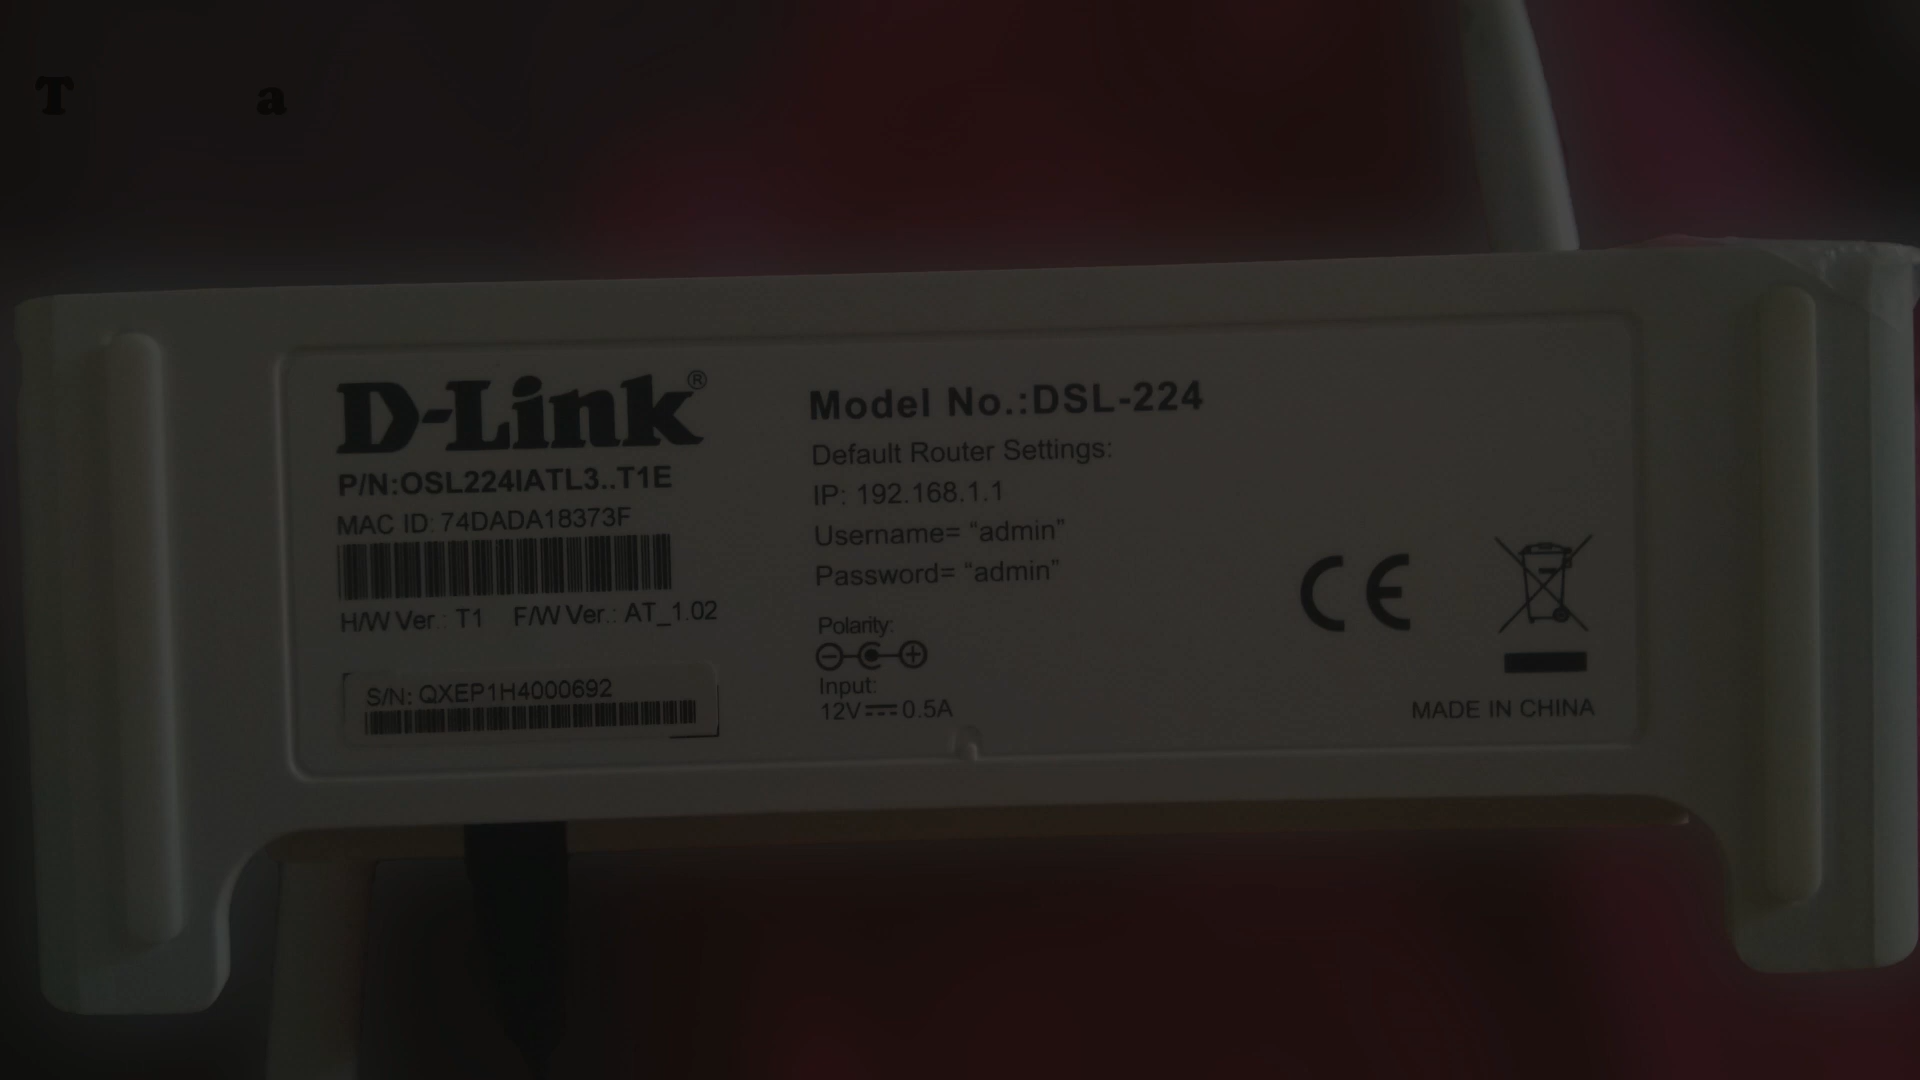 T a
D-Link®
P/N:OSL224IATL3..T1E
MAC ID: 74DADA18373F
H/W Ver.: T1 F/W Ver.: AT_1.02
S/N: QXEP1H4000692
Model No.:DSL-224
Default Router Settings:
IP: 192.168.1.1
Username= “admin”
Password= “admin”
Polarity:
Input:
12V 0.5A
CE
MADE IN CHINA